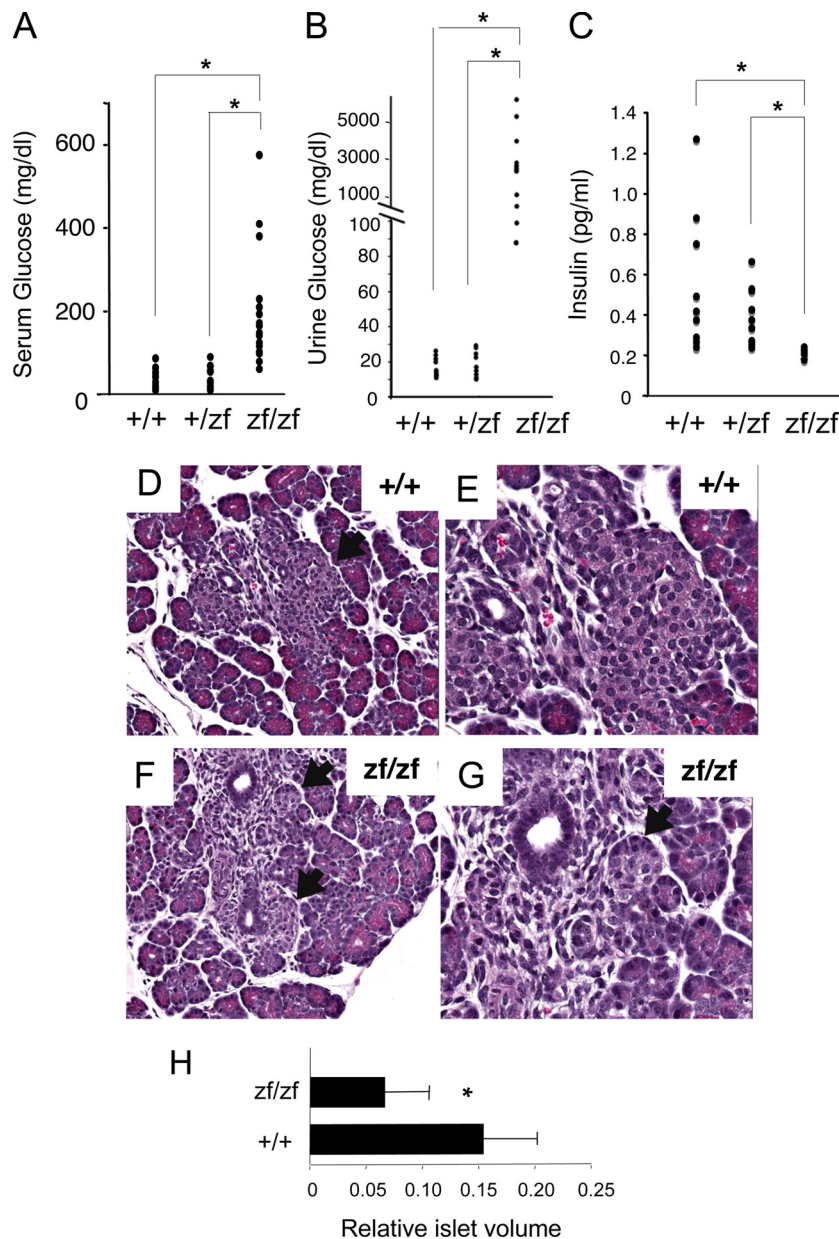 A
*
*
Serum Glucose (mg/dl)
600
400
200
0
+/+ +/zf zf/zf
B
*
*
Urine Glucose (mg/dl)
5000
3000
1000
100
80
60
40
30
20
10
0
+/+ +/zf zf/zf
C
*
*
Insulin (pg/ml)
1.4
1.2
1.0
0.8
0.6
0.4
0.2
0
+/+ +/zf zf/zf
D +/+
E +/+
F zf/zf
G zf/zf
H
zf/zf *
+/+
0 0.05 0.10 0.15 0.20 0.25
Relative islet volume